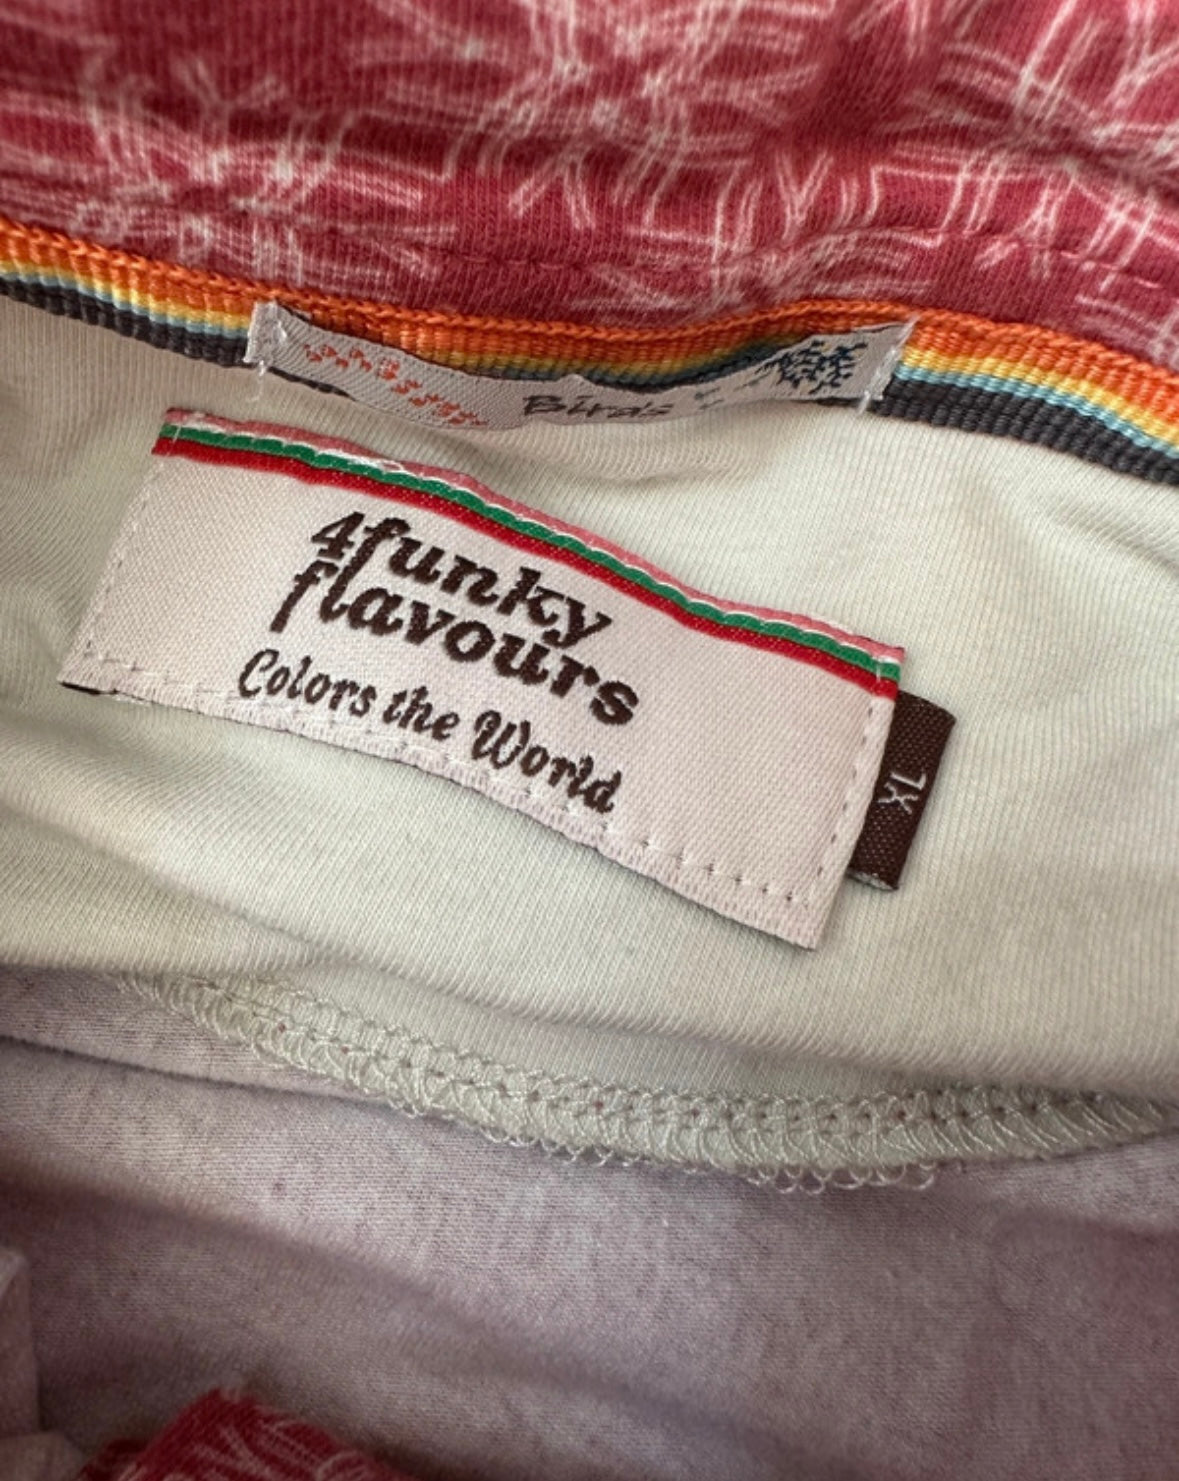 Birds
4funky
flavours
Colors the World
XL